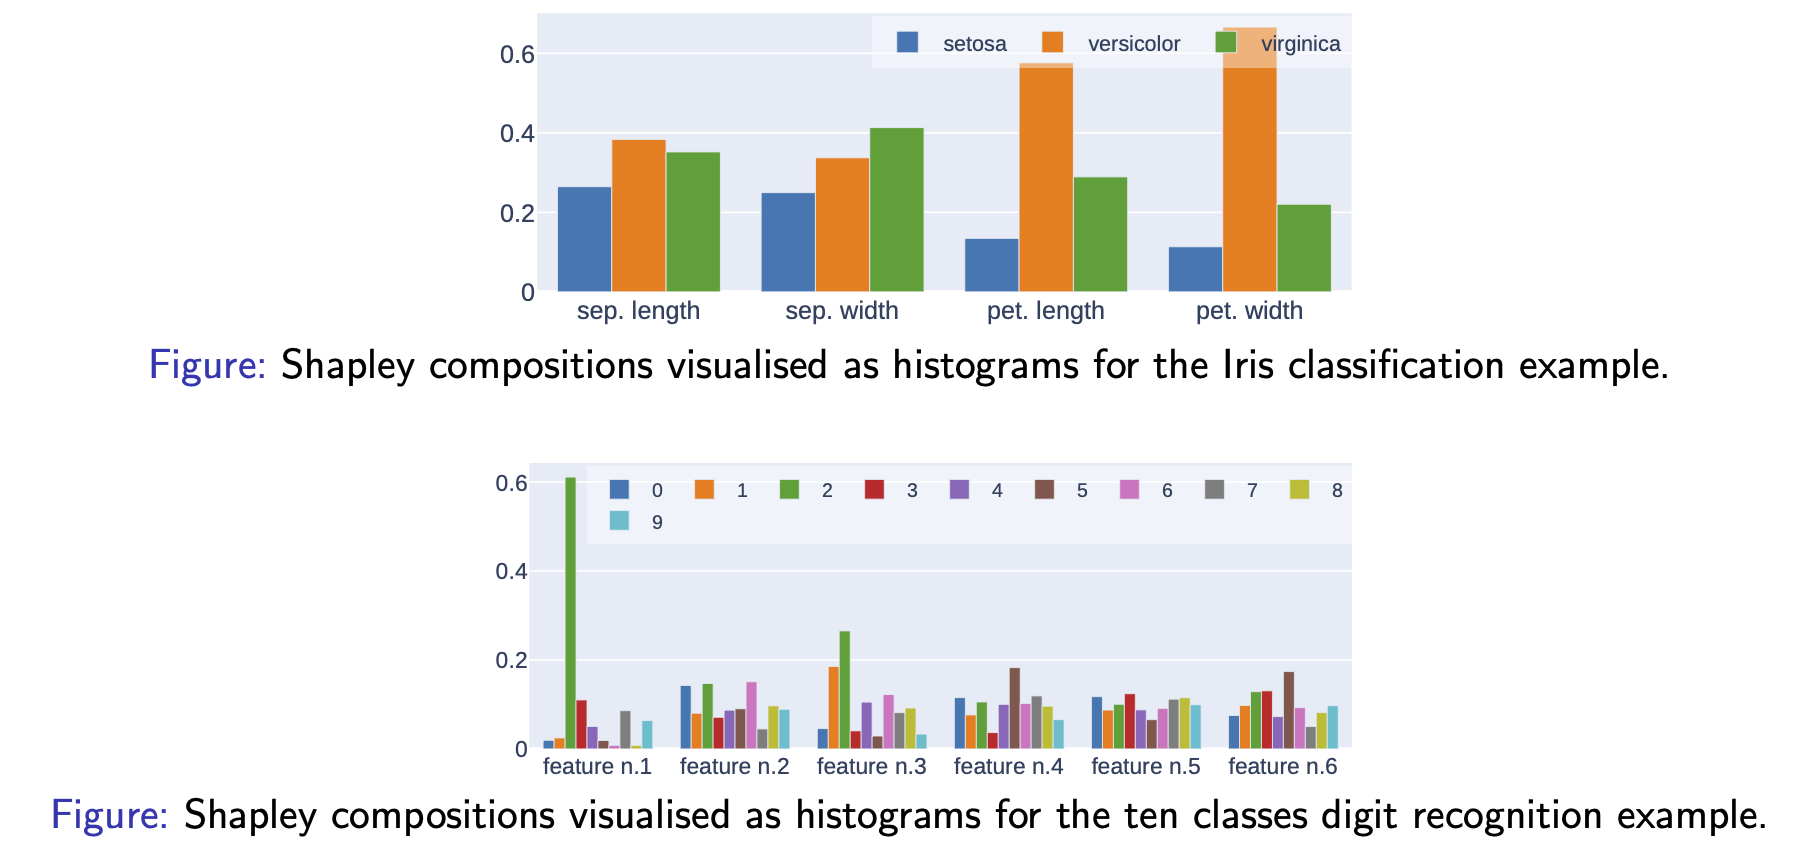 setosa versicolor virginica
0.6
0.4
0.2
0
sep. length sep. width pet. length pet. width
Figure: Shapley compositions visualised as histograms for the Iris classification example.
0 1 2 3 4 5 6 7 8
9
0.6
0.4
0.2
0
feature n.1 feature n.2 feature n.3 feature n.4 feature n.5 feature n.6
Figure: Shapley compositions visualised as histograms for the ten classes digit recognition example.